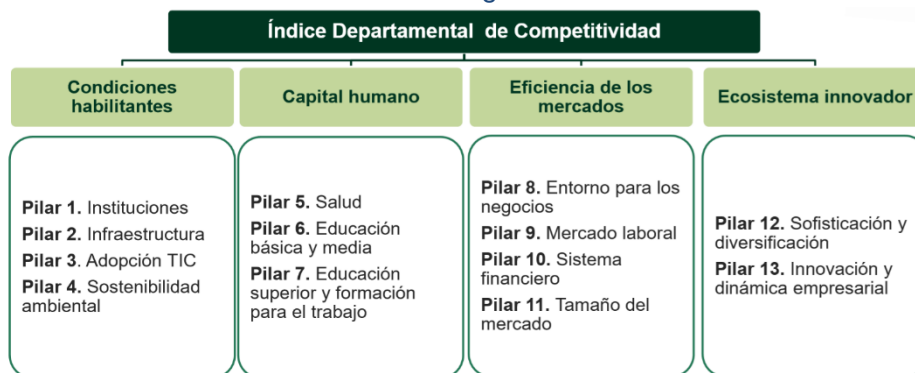 Índice Departamental de Competitividad
Condiciones
habilitantes
Capital humano
Eficiencia de los
mercados
Ecosistema innovador
Pilar 1. Instituciones
Pilar 2. Infraestructura
Pilar 3. Adopción TIC
Pilar 4. Sostenibilidad
ambiental
Pilar 5. Salud
Pilar 6. Educación
básica y media
Pilar 7. Educación
superior y formación
para el trabajo
Pilar 8. Entorno para los
negocios
Pilar 9. Mercado laboral
Pilar 10. Sistema
financiero
Pilar 11. Tamaño del
mercado
Pilar 12. Sofisticación y
diversificación
Pilar 13. Innovación y
dinámica empresarial